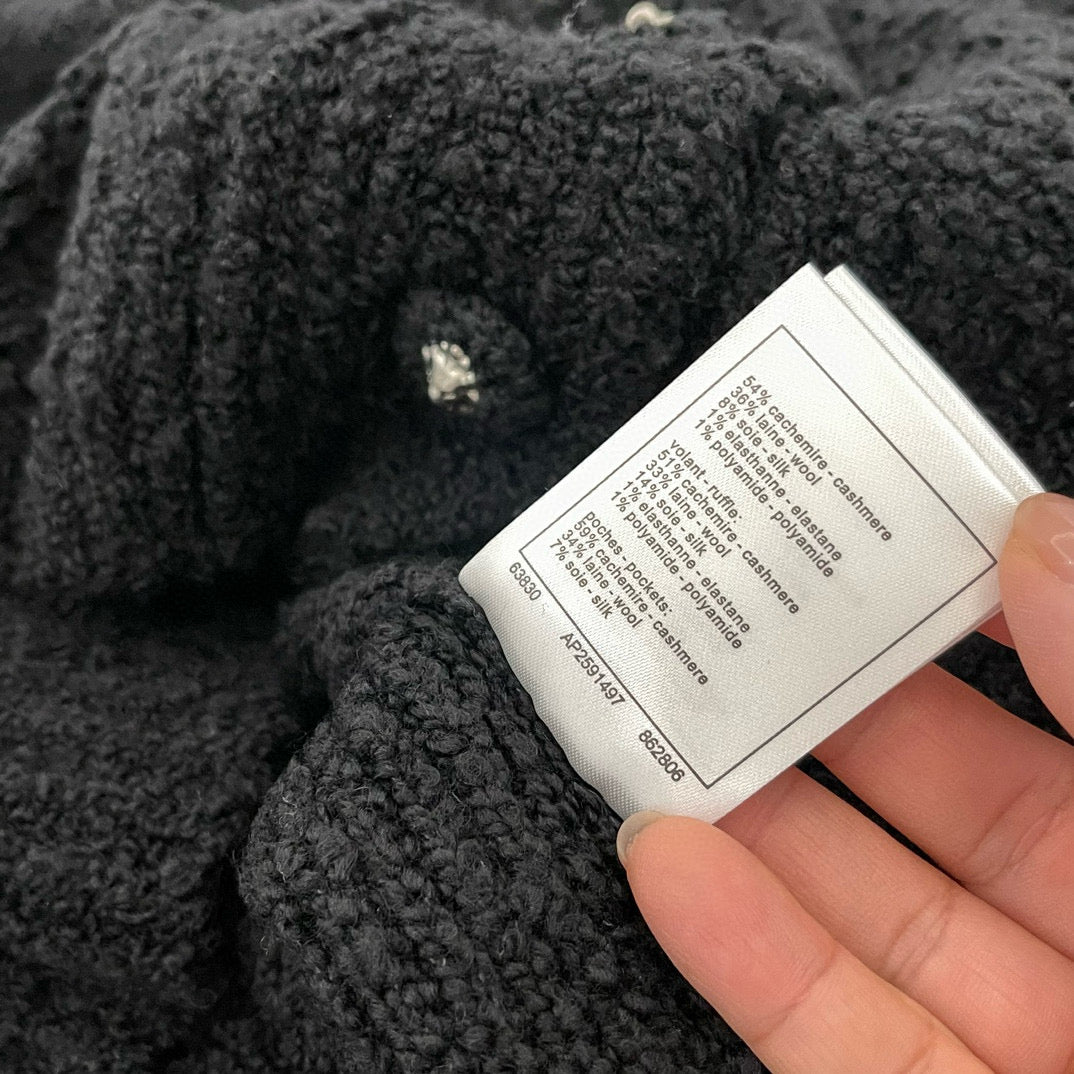 54% cachemire - cashmere
36% laine - wool
8% soie - silk
1% elasthanne - elastane
1% polyamide - polyamide
volant - ruffle:
51% cachemire - cashmere
33% laine - wool
14% soie - silk
1% elasthanne - elastane
1% polyamide - polyamide
poches - pockets:
59% cachemire - cashmere
34% laine - wool
7% soie - silk
63830
AP2591497
862806